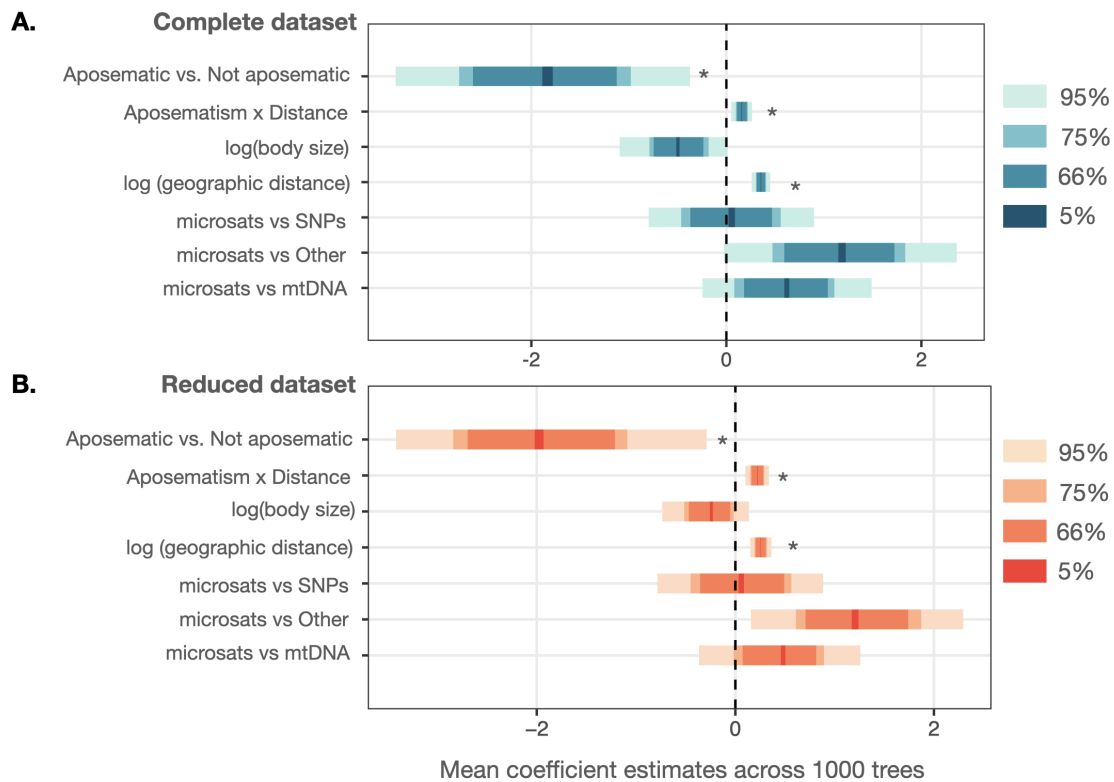 A.
Complete dataset
Aposematic vs. Not aposematic
*
Aposematism x Distance
*
log(body size)
log (geographic distance)
*
microsats vs SNPs
microsats vs Other
microsats vs mtDNA
-2
0
2
95%
75%
66%
5%
B.
Reduced dataset
Aposematic vs. Not aposematic
*
Aposematism x Distance
*
log(body size)
log (geographic distance)
*
microsats vs SNPs
microsats vs Other
microsats vs mtDNA
−2
0
2
95%
75%
66%
5%
Mean coefficient estimates across 1000 trees